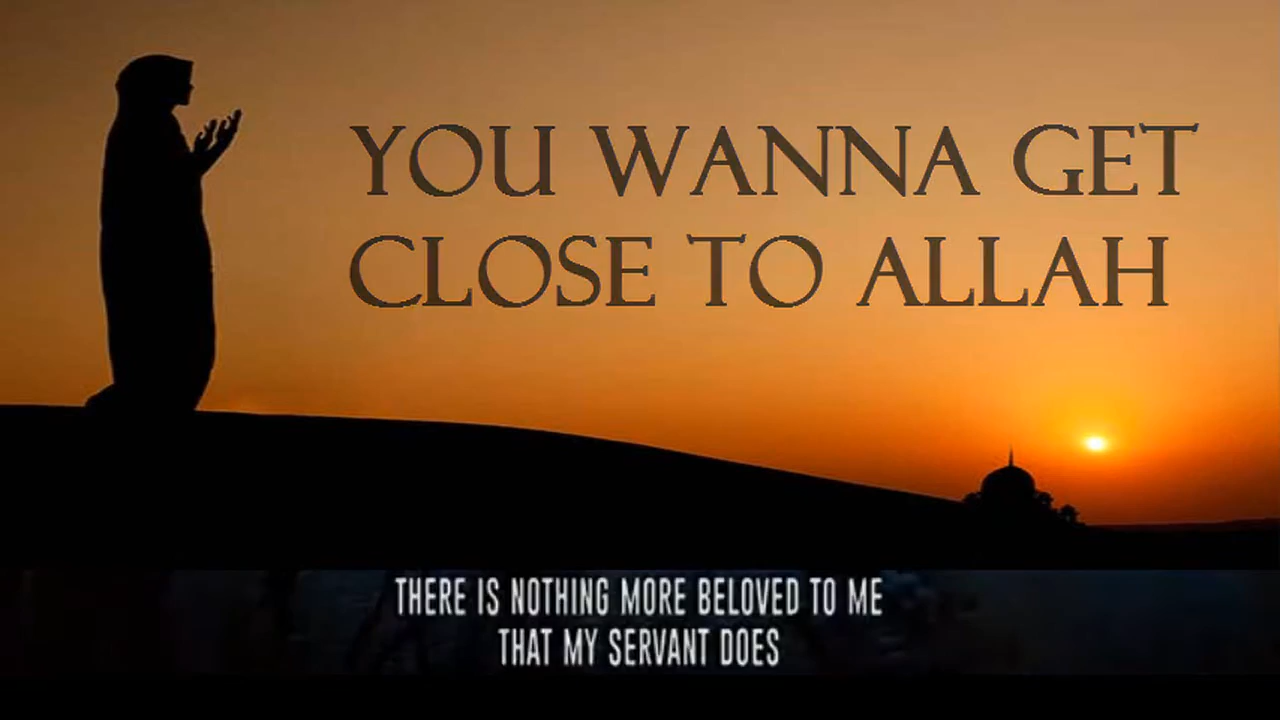 YOU WANNA GET
CLOSE TO ALLAH
THERE IS NOTHING MORE BELOVED TO ME
THAT MY SERVANT DOES